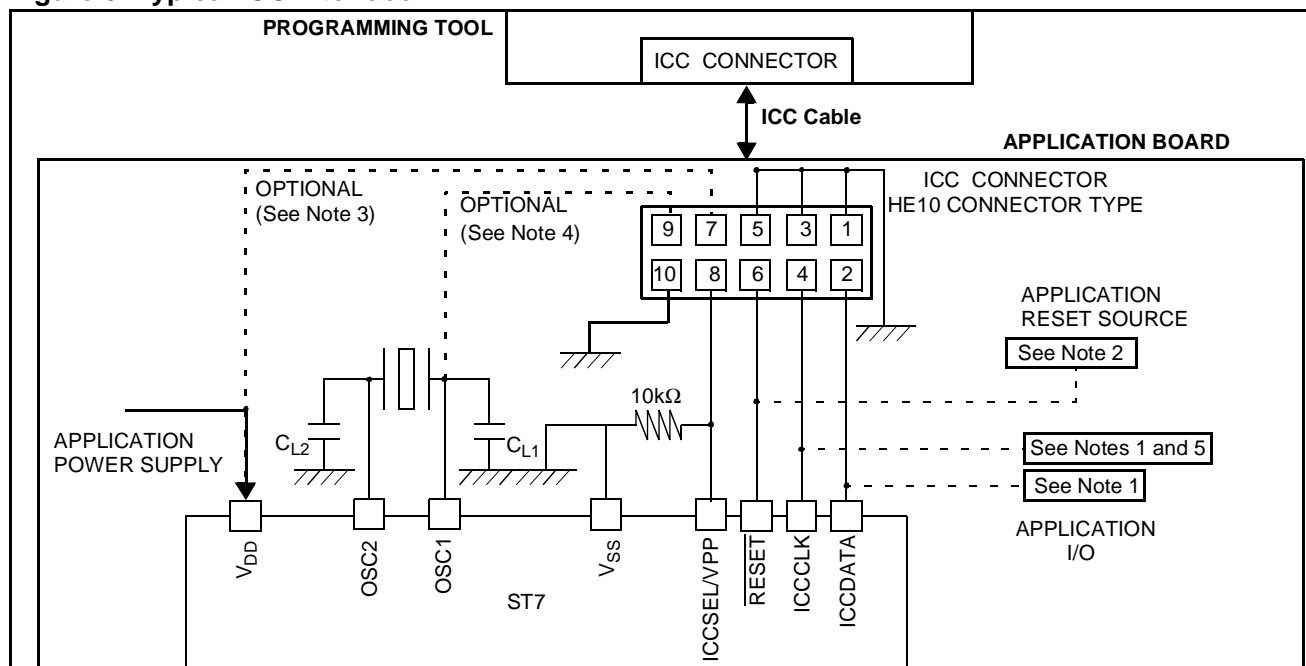 PROGRAMMING TOOL
ICC CONNECTOR
ICC Cable
APPLICATION BOARD
OPTIONAL
(See Note 3)
OPTIONAL
(See Note 4)
ICC CONNECTOR
HE10 CONNECTOR TYPE
9 7 5 3 1
10 8 6 4 2
APPLICATION
RESET SOURCE
See Note 2
10kΩ
APPLICATION
POWER SUPPLY
CL2
CL1
See Notes 1 and 5
See Note 1
APPLICATION
I/O
VDD
OSC2
OSC1
VSS
ICCSEL/VPP
RESET
ICCCLK
ICCDATA
ST7